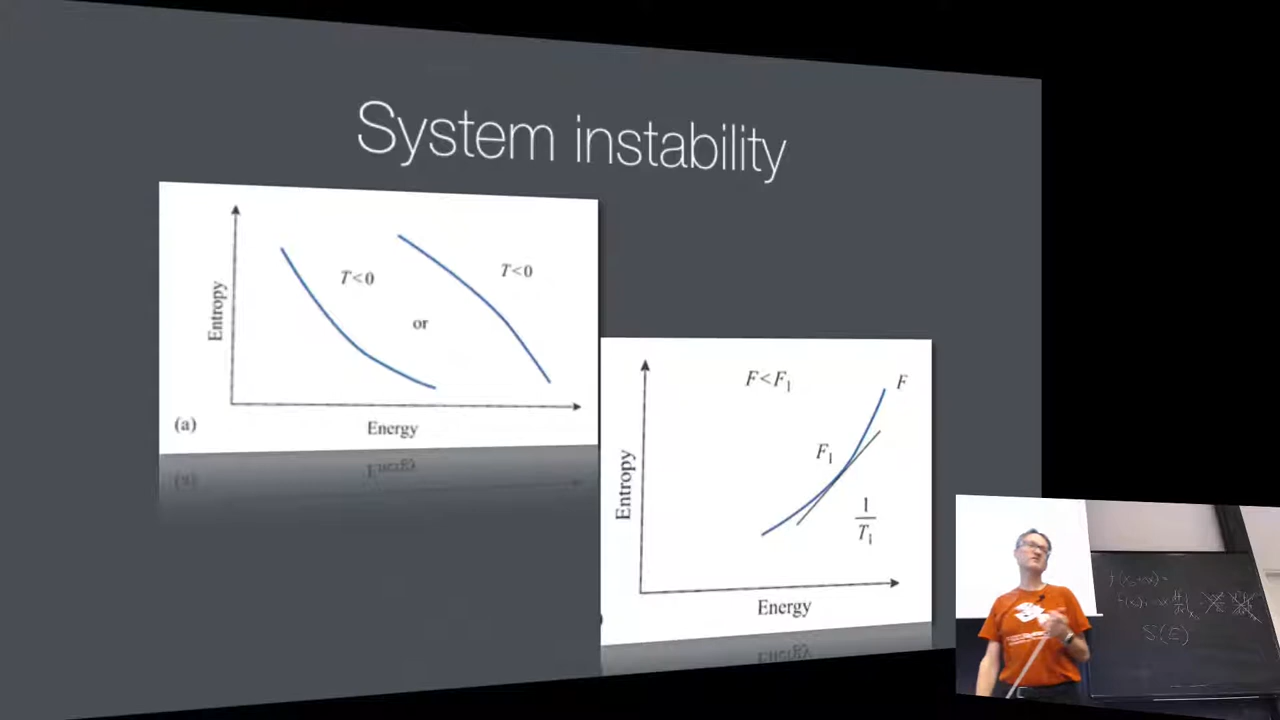 System instability
Entropy
T<0
T<0
or
(a)
Energy
Entropy
F<F₁
F
F₁
1
T₁
Energy
S(E)